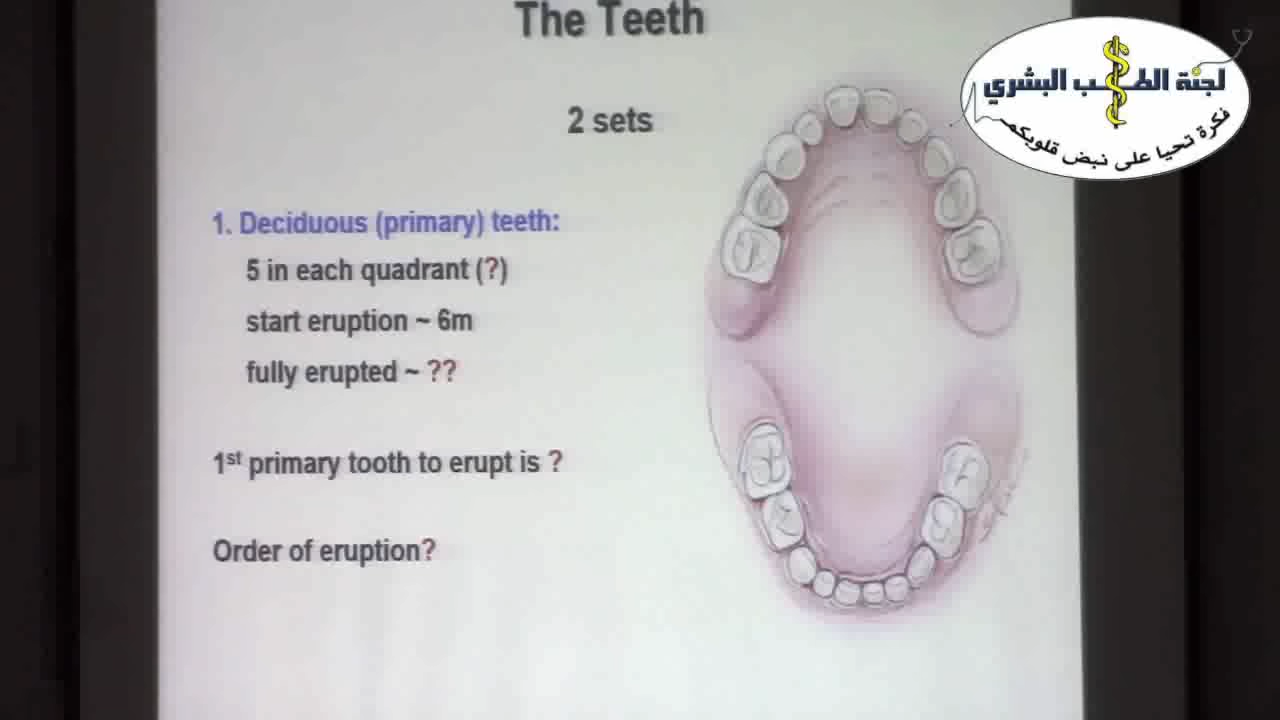 The Teeth
2 sets
1. Deciduous (primary) teeth:
5 in each quadrant (?)
start eruption ~ 6m
fully erupted ~ ??
1st primary tooth to erupt is ?
Order of eruption?
لجنة الطب البشري
فكرة تحيا على نبض قلوبكم